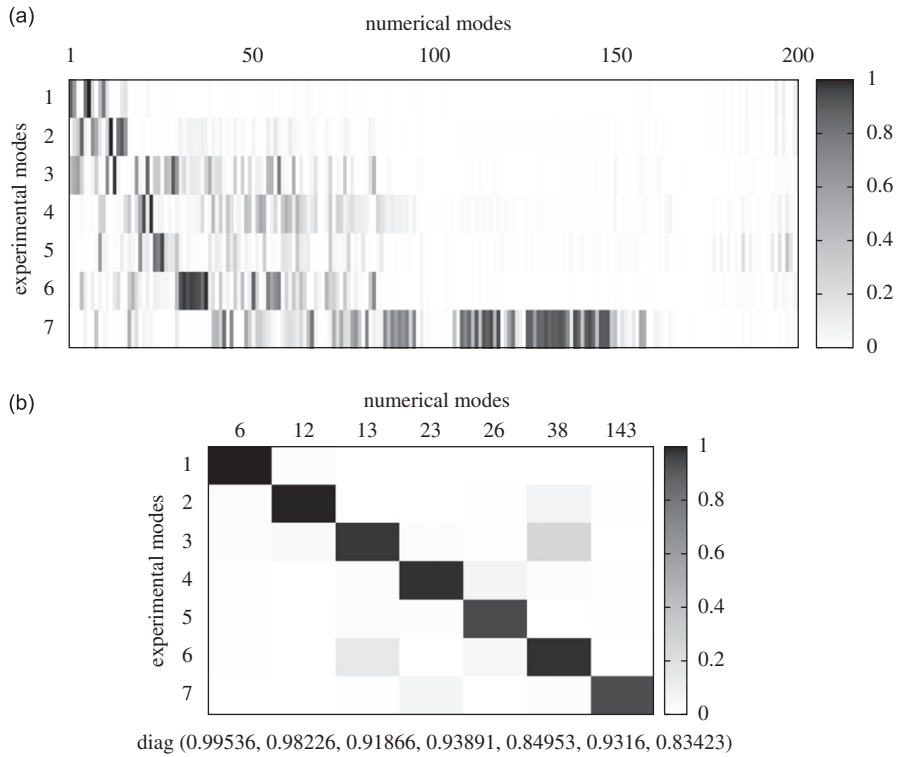 (a)
numerical modes
1 50 100 150 200
experimental modes
1
2
3
4
5
6
7
1
0.8
0.6
0.4
0.2
0
(b)
numerical modes
6 12 13 23 26 38 143
experimental modes
1
2
3
4
5
6
7
1
0.8
0.6
0.4
0.2
0
diag (0.99536, 0.98226, 0.91866, 0.93891, 0.84953, 0.9316, 0.83423)